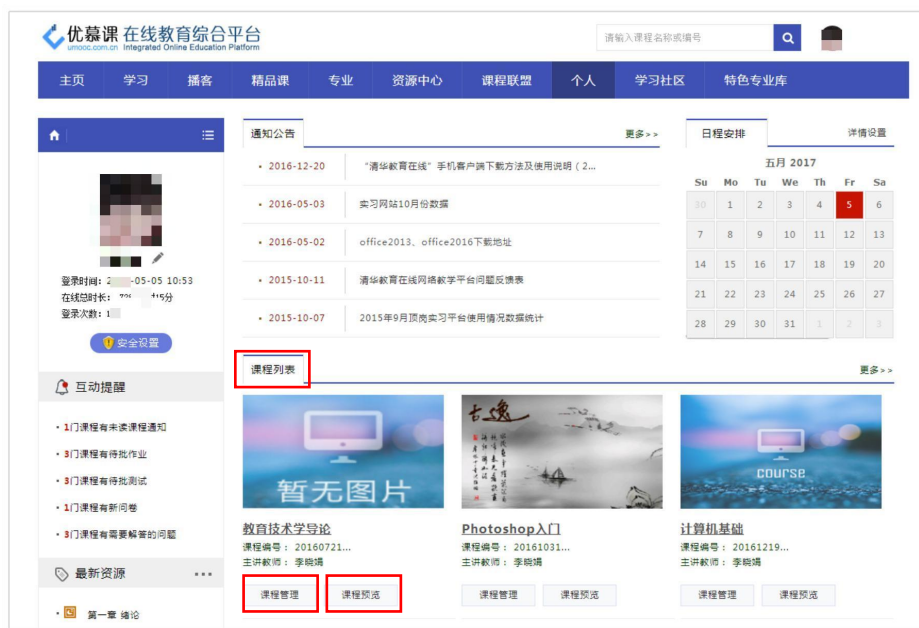 优慕课 在线教育综合平台
umooc.com.cn Integrated Online Education Platform
请输入课程名称或编号
主页 学习 播客 精品课 专业 资源中心 课程联盟 个人 学习社区 特色专业库
登录时间: 2 -05-05 10:53
在线总时长:
登录次数: 1
安全设置
互动提醒
• 1门课程有未读课程通知
• 3门课程有待批作业
• 3门课程有待批测试
• 1门课程有新问卷
• 3门课程有需要解答的问题
最新资源 •••
• 第一章 绪论
通知公告 更多>>
• 2016-12-20 “清华教育在线”手机客户端下载方法及使用说明 ( 2...
• 2016-05-03 实习网站10月份数据
• 2016-05-02 office2013、office2016下载地址
• 2015-10-11 清华教育在线网络教学平台问题反馈表
• 2015-10-07 2015年9月顶岗实习平台使用情况数据统计
日程安排 详情设置
五月 2017
Su Mo Tu We Th Fr Sa
30 1 2 3 4 5 6
7 8 9 10 11 12 13
14 15 16 17 18 19 20
21 22 23 24 25 26 27
28 29 30 31 1 2 3
课程列表 更多>>
暂无图片
古逸
course
教育技术学导论 Photoshop入门 计算机基础
课程编号: 20160721... 课程编号: 20161031... 课程编号: 20161219...
主讲教师: 李晓娟 主讲教师: 李晓娟 主讲教师: 李晓娟
课程管理 课程预览 课程管理 课程预览 课程管理 课程预览